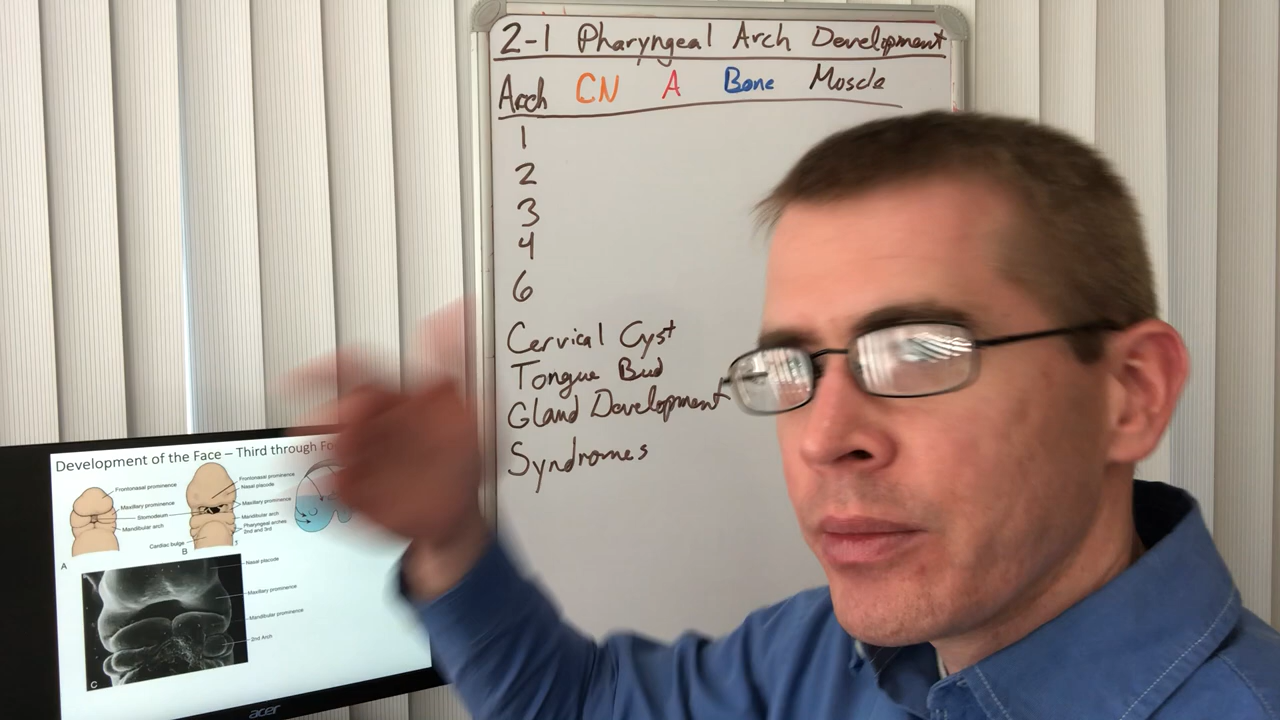 2-1 Pharyngeal Arch Development
Arch CN A Bone Muscle
1
2
3
4
6
Cervical Cyst
Tongue Bud
Gland Development
Syndromes
Development of the Face – Third through
Frontonasal prominence
Maxillary prominence
Stomodeum
Mandibular arch
Frontonasal prominence
Nasal placode
Maxillary prominence
Mandibular arch
Pharyngeal arches
2nd and 3rd
Cardiac bulge
A
B
Nasal placode
Maxillary prominence
Mandibular prominence
2nd Arch
C
acer